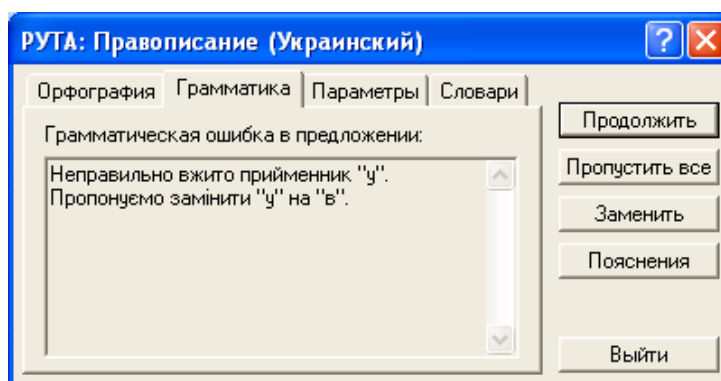 РУТА: Правописание (Украинский)
Орфография Грамматика Параметры Словари
Грамматическая ошибка в предложении:
Неправильно вжито прийменник "у".
Пропонуємо замінити "у" на "в".
Продолжить
Пропустить все
Заменить
Пояснения
Выйти